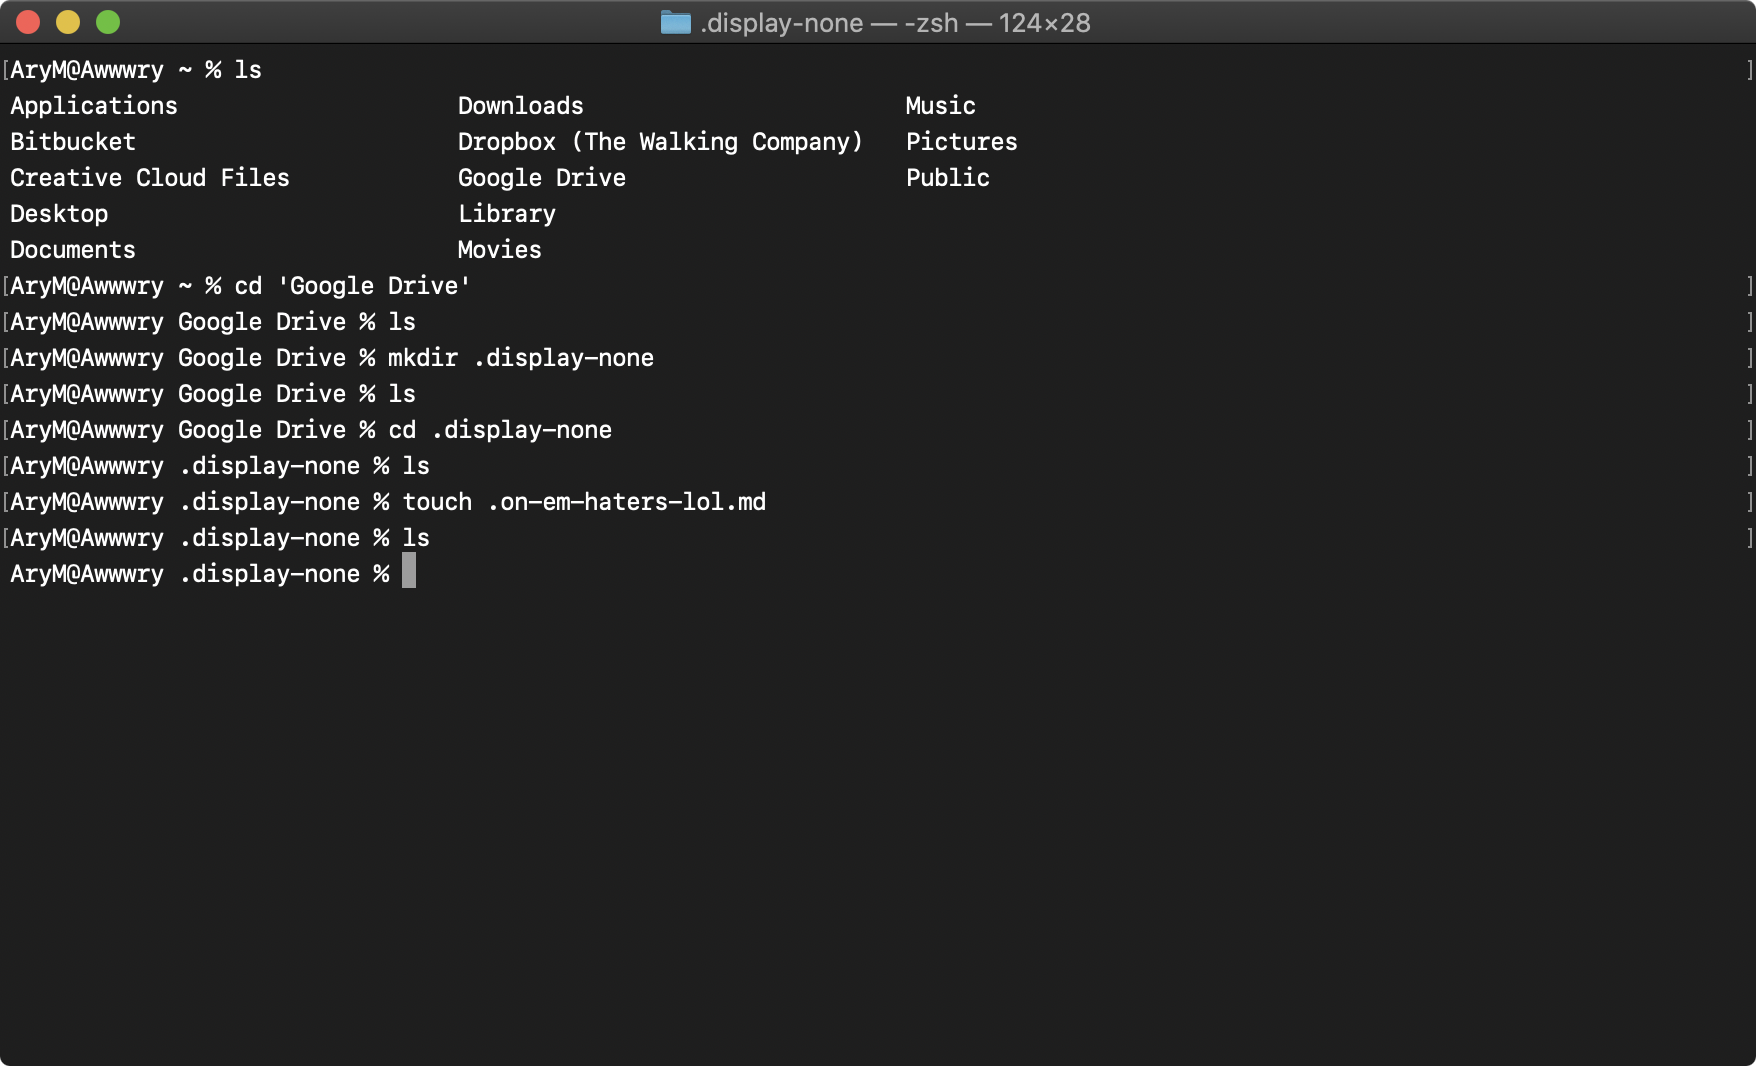 .display-none — -zsh — 124×28
[AryM@Awwwry ~ % ls ]
Applications Downloads Music
Bitbucket Dropbox (The Walking Company) Pictures
Creative Cloud Files Google Drive Public
Desktop Library
Documents Movies
[AryM@Awwwry ~ % cd 'Google Drive' ]
[AryM@Awwwry Google Drive % ls ]
[AryM@Awwwry Google Drive % mkdir .display-none ]
[AryM@Awwwry Google Drive % ls ]
[AryM@Awwwry Google Drive % cd .display-none ]
[AryM@Awwwry .display-none % ls ]
[AryM@Awwwry .display-none % touch .on-em-haters-lol.md ]
[AryM@Awwwry .display-none % ls ]
AryM@Awwwry .display-none %